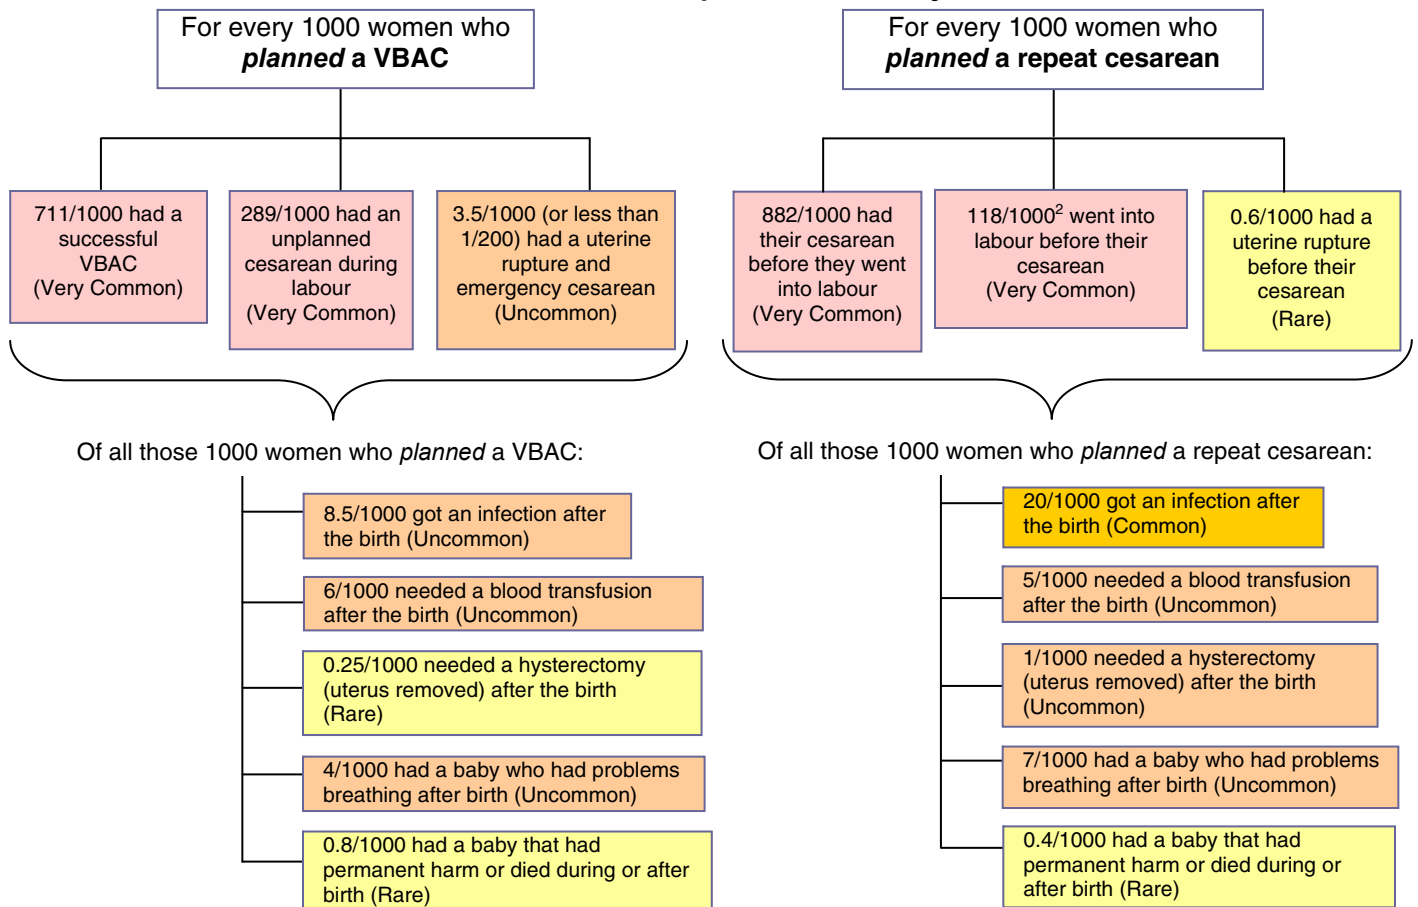 For every 1000 women who
planned a VBAC
For every 1000 women who
planned a repeat cesarean
711/1000 had a
successful
VBAC
(Very Common)
289/1000 had an
unplanned
cesarean during
labour
(Very Common)
3.5/1000 (or less than
1/200) had a uterine
rupture and
emergency cesarean
(Uncommon)
882/1000 had
their cesarean
before they went
into labour
(Very Common)
118/1000² went into
labour before their
cesarean
(Very Common)
0.6/1000 had a
uterine rupture
before their
cesarean
(Rare)
Of all those 1000 women who planned a VBAC:
8.5/1000 got an infection after
the birth (Uncommon)
6/1000 needed a blood transfusion
after the birth (Uncommon)
0.25/1000 needed a hysterectomy
(uterus removed) after the birth
(Rare)
4/1000 had a baby who had problems
breathing after birth (Uncommon)
0.8/1000 had a baby that had
permanent harm or died during or after
birth (Rare)
Of all those 1000 women who planned a repeat cesarean:
20/1000 got an infection after
the birth (Common)
5/1000 needed a blood transfusion
after the birth (Uncommon)
1/1000 needed a hysterectomy
(uterus removed) after the birth
(Uncommon)
7/1000 had a baby who had problems
breathing after birth (Uncommon)
0.4/1000 had a baby that had
permanent harm or died during or
after birth (Rare)